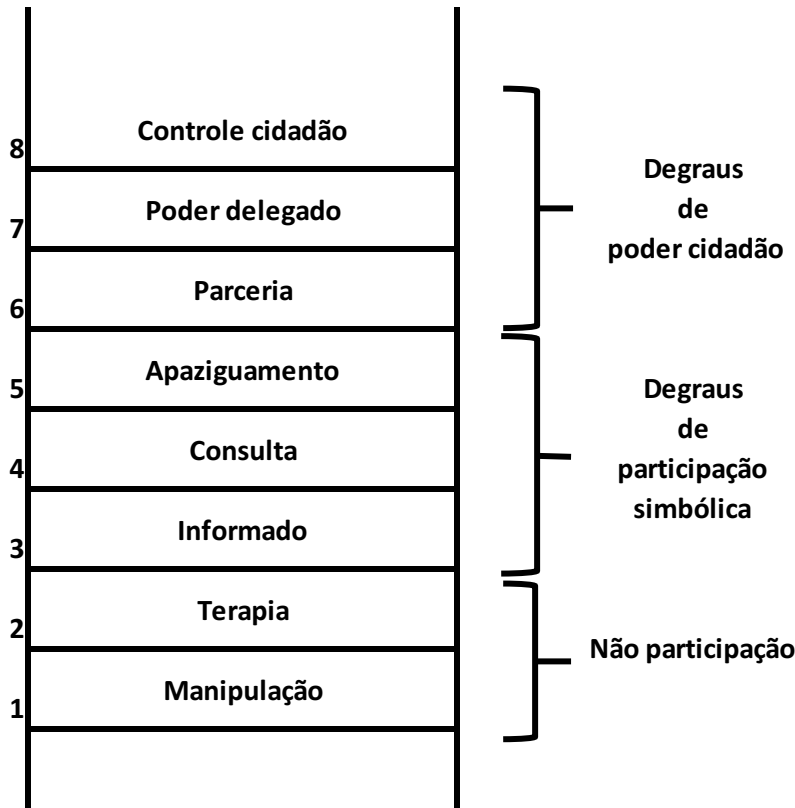 8
Controle cidadão
7
Poder delegado
6
Parceria
5
Apaziguamento
4
Consulta
3
Informado
2
Terapia
1
Manipulação
Degraus
de
poder cidadão
Degraus
de
participação
simbólica
Não participação